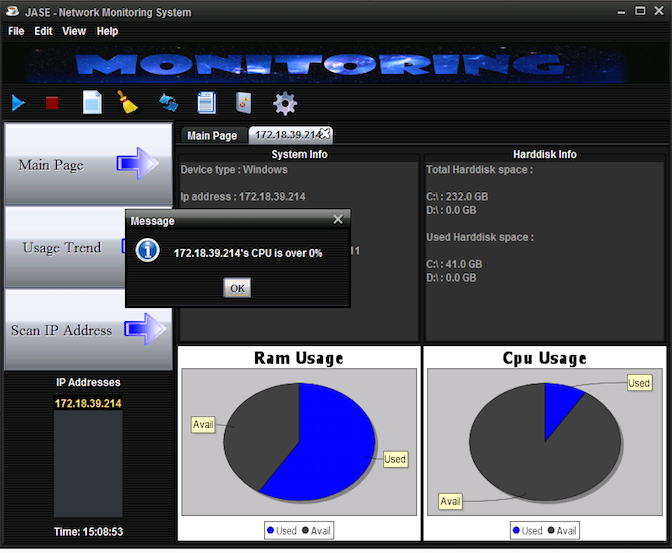 JASE - Network Monitoring System
File Edit View Help
MONITORING
Main Page 172.18.39.214
Main Page
Usage Trend
Scan IP Address
System Info
Device type : Windows
Ip address : 172.18.39.214
11
Harddisk Info
Total Harddisk space :
C:\ : 232.0 GB
D:\ : 0.0 GB
Used Harddisk space :
C:\ : 41.0 GB
D:\ : 0.0 GB
Message
172.18.39.214's CPU is over 0%
OK
IP Addresses
172.18.39.214
Time: 15:08:53
Ram Usage
Avail
Used
Used Avail
Cpu Usage
Used
Avail
Used Avail